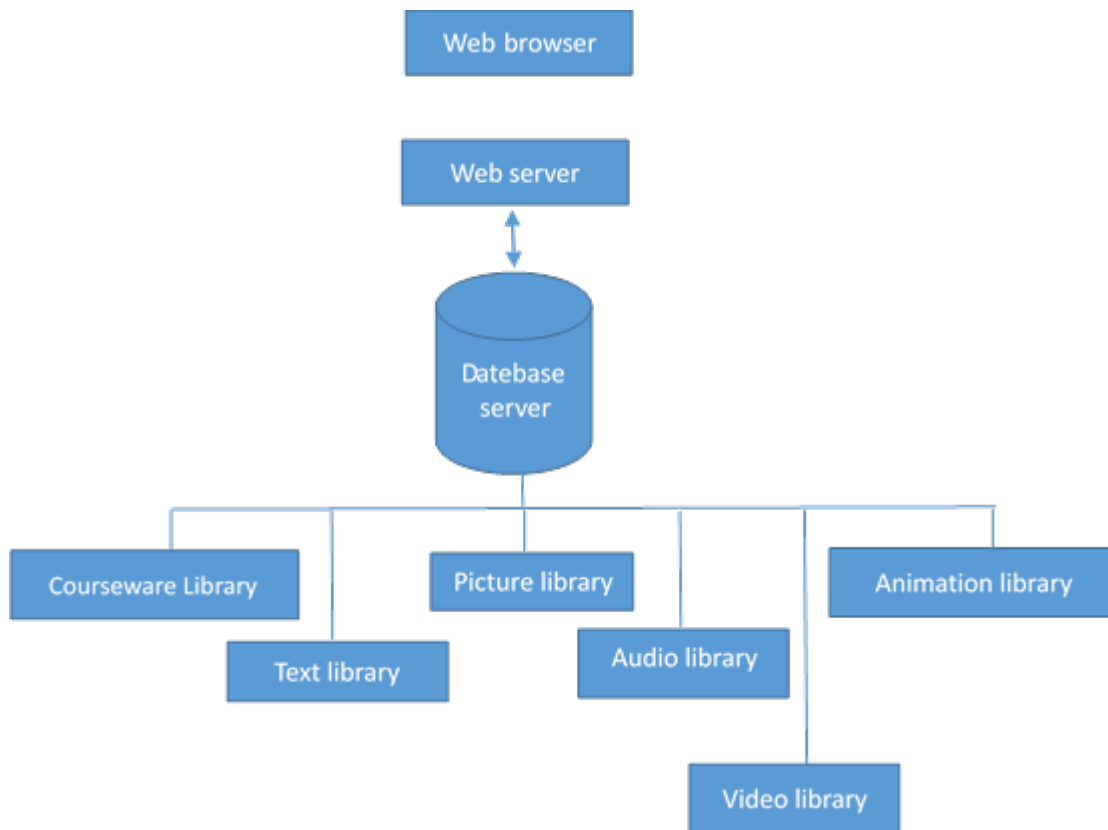 Web browser
Web server
Datebase
server
Courseware Library
Picture library
Animation library
Text library
Audio library
Video library